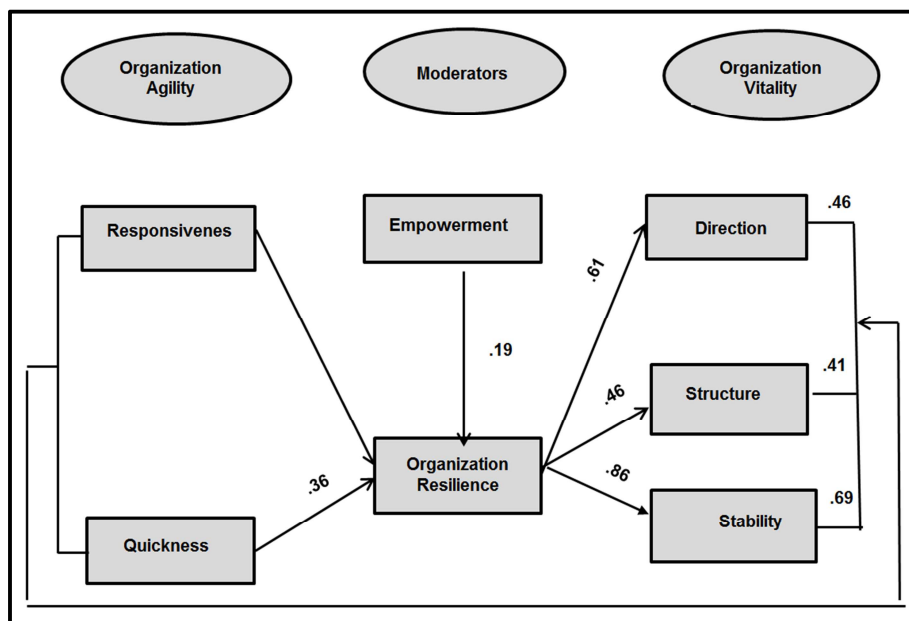 Organization
Agility
Moderators
Organization
Vitality
Responsivenes
Empowerment
Direction
.46
.61
.19
Structure
.41
.46
Organization
Resilience
.86
.36
Quickness
Stability
.69